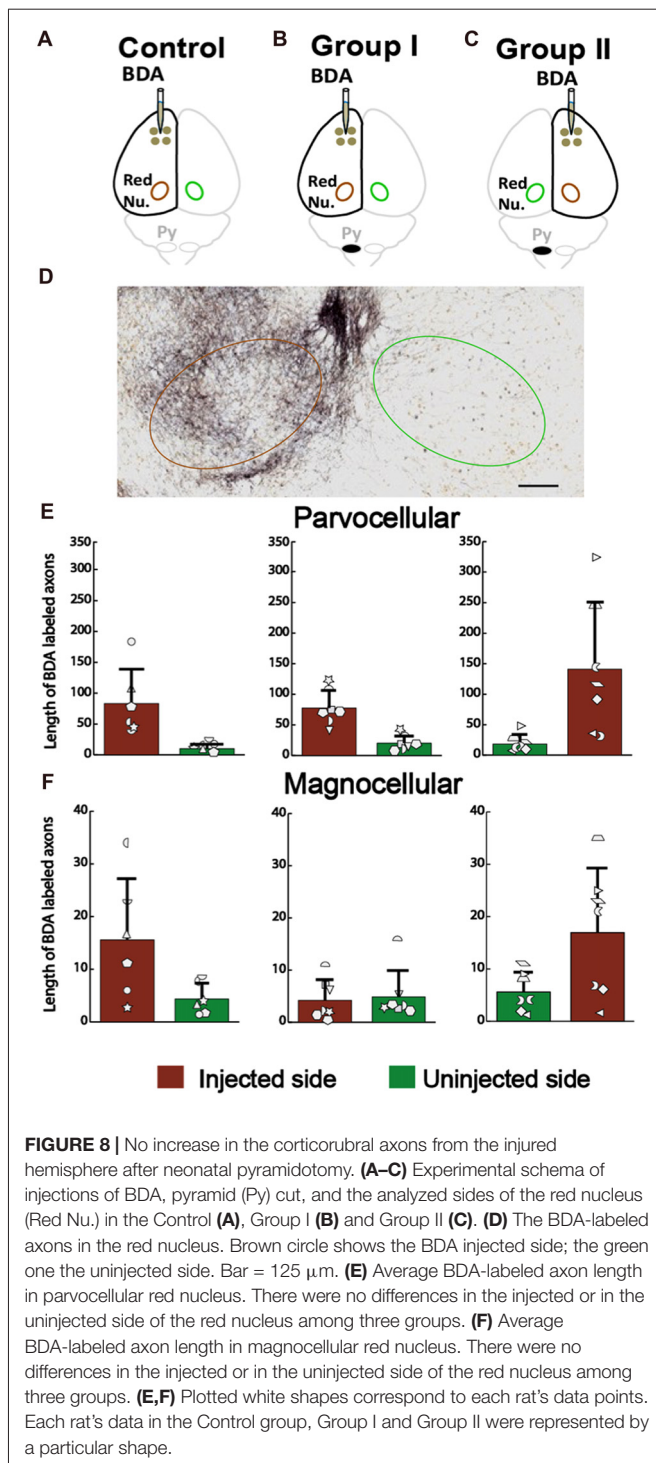 A
B
C
Control
Group I
Group II
BDA
BDA
BDA
Red
Nu.
Red
Nu.
Red
Nu.
Py
Py
Py
D
E
Parvocellular
Length of BDA labeled axons
350
300
250
200
150
100
50
0
350
300
250
200
150
100
50
0
350
300
250
200
150
100
50
0
F
Magnocellular
Length of BDA labeled axons
40
30
20
10
0
40
30
20
10
0
40
30
20
10
0
Injected side
Uninjected side
FIGURE 8 | No increase in the corticorubral axons from the injured
hemisphere after neonatal pyramidotomy. (A–C) Experimental schema of
injections of BDA, pyramid (Py) cut, and the analyzed sides of the red nucleus
(Red Nu.) in the Control (A), Group I (B) and Group II (C). (D) The BDA-labeled
axons in the red nucleus. Brown circle shows the BDA injected side; the green
one the uninjected side. Bar = 125 μm. (E) Average BDA-labeled axon length
in parvocellular red nucleus. There were no differences in the injected or in the
uninjected side of the red nucleus among three groups. (F) Average
BDA-labeled axon length in magnocellular red nucleus. There were no
differences in the injected or in the uninjected side of the red nucleus among
three groups. (E,F) Plotted white shapes correspond to each rat's data points.
Each rat's data in the Control group, Group I and Group II were represented by
a particular shape.